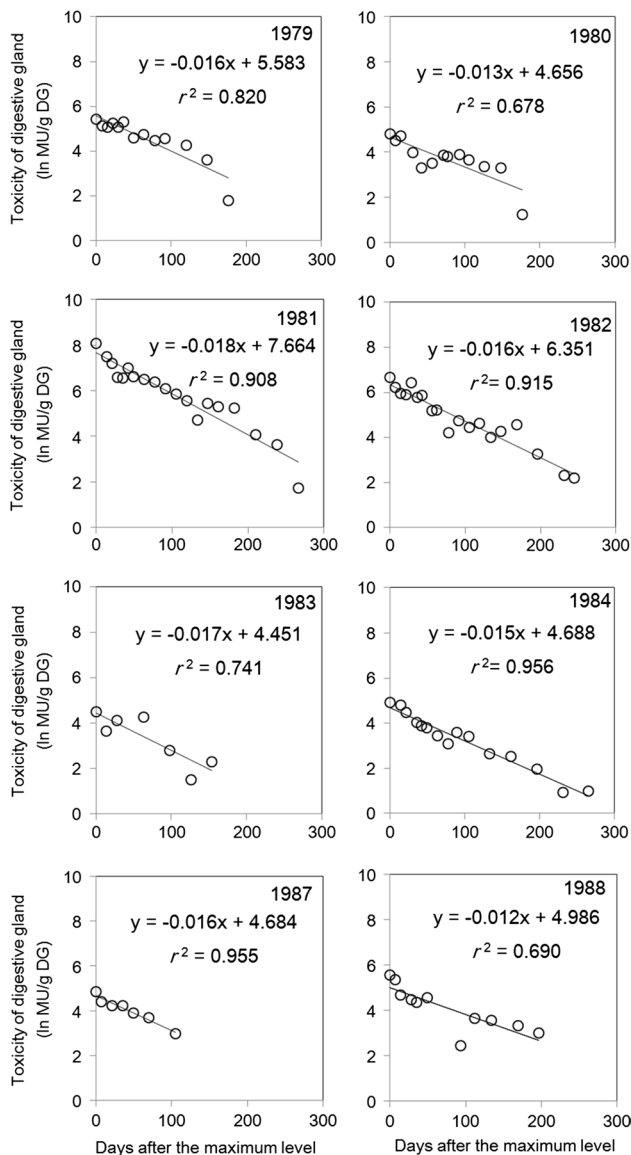 Toxicity of digestive gland
(ln MU/g DG)
10
8
6
4
2
0
1979
y = -0.016x + 5.583
r² = 0.820
0 100 200 300
10
8
6
4
2
0
1980
y = -0.013x + 4.656
r² = 0.678
0 100 200 300
Toxicity of digestive gland
(ln MU/g DG)
10
8
6
4
2
0
1981
y = -0.018x + 7.664
r² = 0.908
0 100 200 300
10
8
6
4
2
0
1982
y = -0.016x + 6.351
r² = 0.915
0 100 200 300
Toxicity of digestive gland
(ln MU/g DG)
10
8
6
4
2
0
1983
y = -0.017x + 4.451
r² = 0.741
0 100 200 300
10
8
6
4
2
0
1984
y = -0.015x + 4.688
r²= 0.956
0 100 200 300
Toxicity of digestive gland
(ln MU/g DG)
10
8
6
4
2
0
1987
y = -0.016x + 4.684
r² = 0.955
0 100 200 300
Days after the maximum level
10
8
6
4
2
0
1988
y = -0.012x + 4.986
r² = 0.690
0 100 200 300
Days after the maximum level